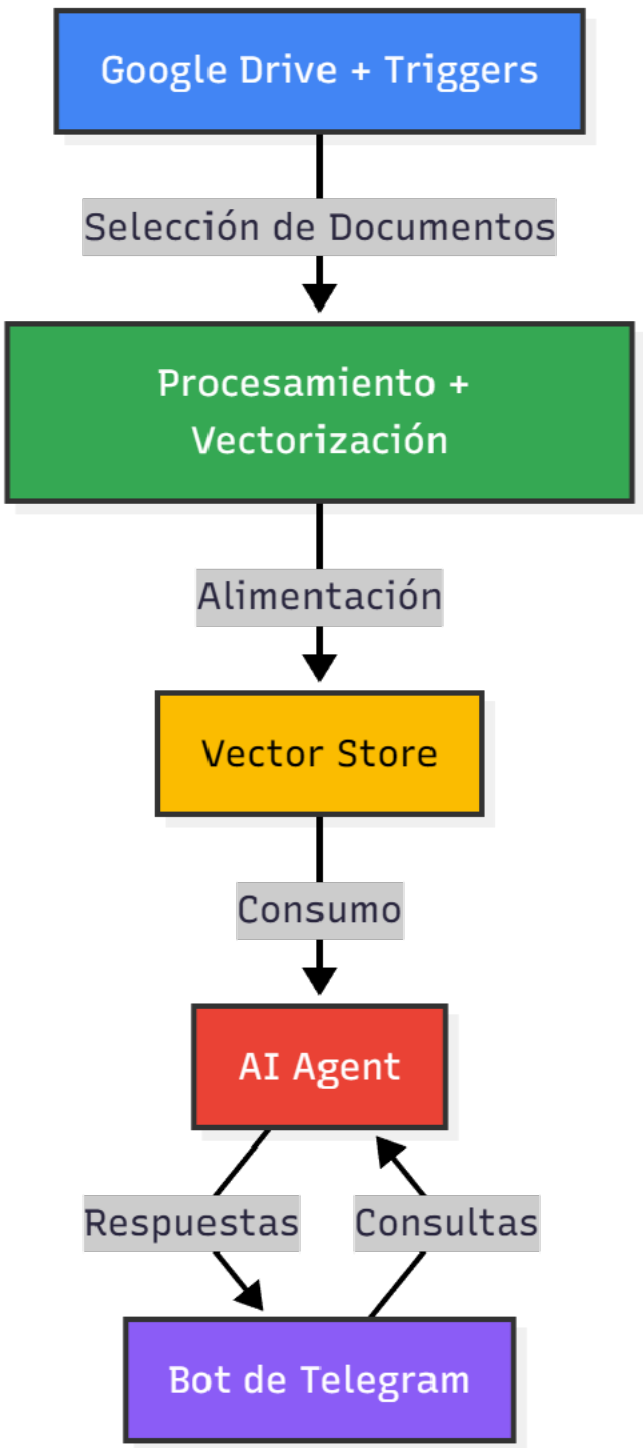 Google Drive + Triggers
Selección de Documentos
Procesamiento +
Vectorización
Alimentación
Vector Store
Consumo
AI Agent
Respuestas
Consultas
Bot de Telegram